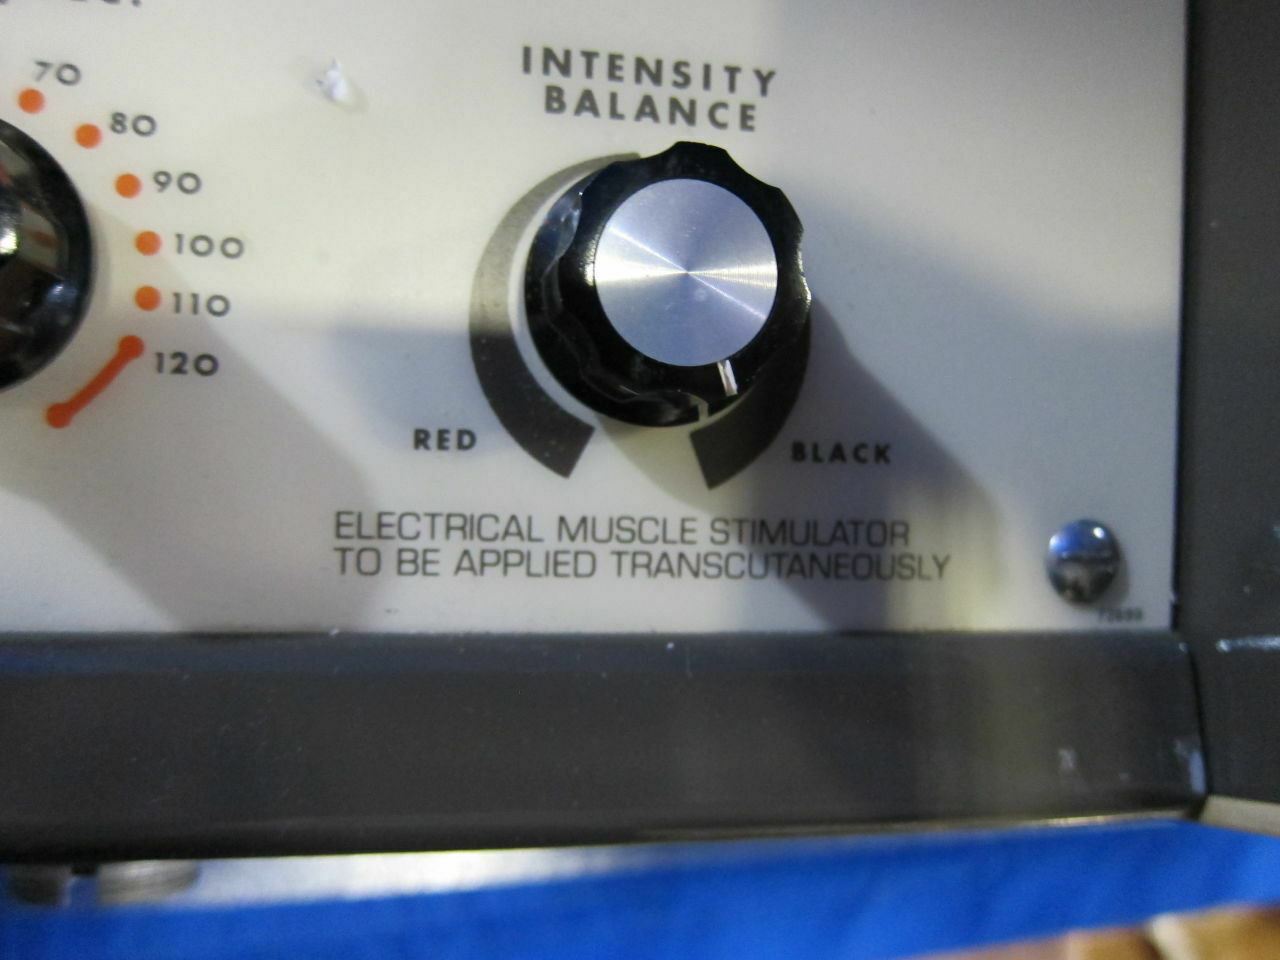 70
80
90
100
110
120
INTENSITY
BALANCE
RED
BLACK
ELECTRICAL MUSCLE STIMULATOR
TO BE APPLIED TRANSCUTANEOUSLY